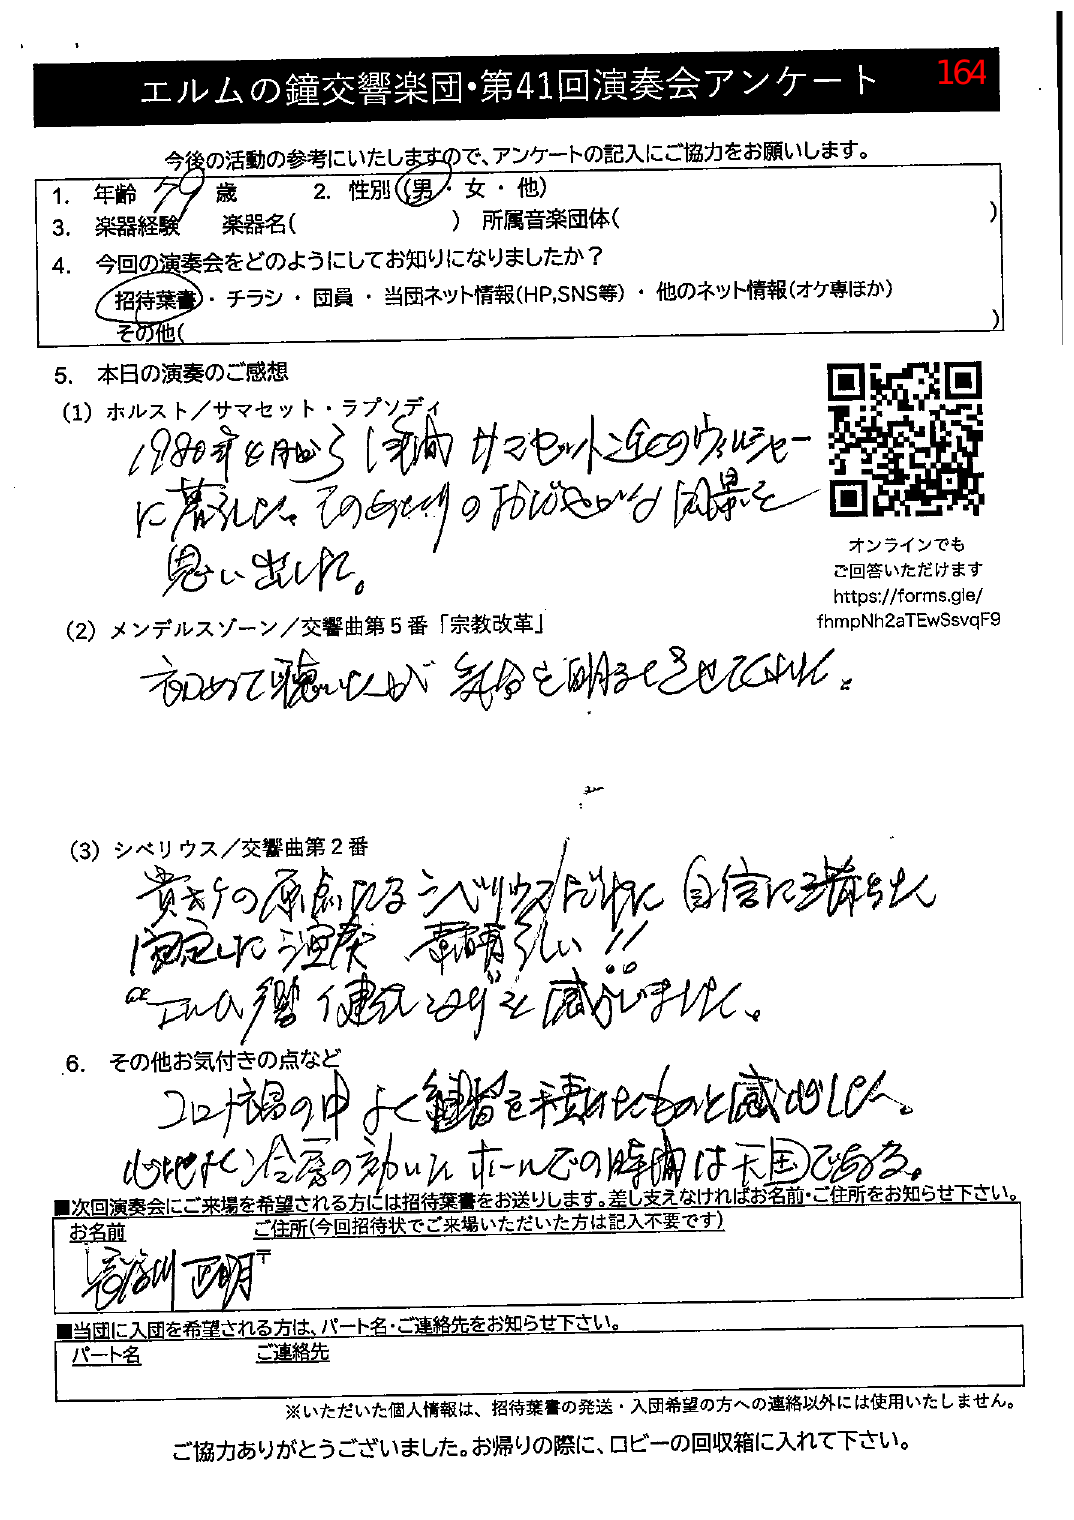 エルムの鐘交響楽団・第41回演奏会アンケート
164
今後の活動の参考にいたしますので、アンケートの記入にご協力をお願いします。
1. 年齢 79 歳 2. 性別 (男・女・他)
3. 楽器経験 楽器名( ) 所属音楽団体( )
4. 今回の演奏会をどのようにしてお知りになりましたか？
招待葉書・チラシ・団員・当団ネット情報(HP,SNS等)・他のネット情報(オケ専ほか)
その他( )
5. 本日の演奏のご感想
(1) ホルスト／サマセット・ラプソディ
1980年4月から1年間 サマセット近くのウィルシャー
に暮らした。そのあたりのおだやかな風景を
思い出した。
オンラインでも
ご回答いただけます
https://forms.gle/
fhmpNh2aTEwSsvqF9
(2) メンデルスゾーン／交響曲第5番「宗教改革」
初めて聴いたが 気分を明るくさせてくれた。
(3) シベリウス／交響曲第2番
貴オケの原点になるシベリウスだけに 自信に満ちた
安定した演奏 素晴らしい!!
"エルム響健在なり"を感じました。
6. その他お気付きの点など
コロナ禍の中 よく練習を積まれたものと感心した。
心地よい冷房の効いたホールでの時間は天国である。
■次回演奏会にご来場を希望される方には招待葉書をお送りします。差し支えなければお名前・ご住所をお知らせ下さい。
お名前 ご住所(今回招待状でご来場いただいた方は記入不要です)
正明 〒
■当団に入団を希望される方は、パート名・ご連絡先をお知らせ下さい。
パート名 ご連絡先
※いただいた個人情報は、招待葉書の発送・入団希望の方への連絡以外には使用いたしません。
ご協力ありがとうございました。お帰りの際に、ロビーの回収箱に入れて下さい。